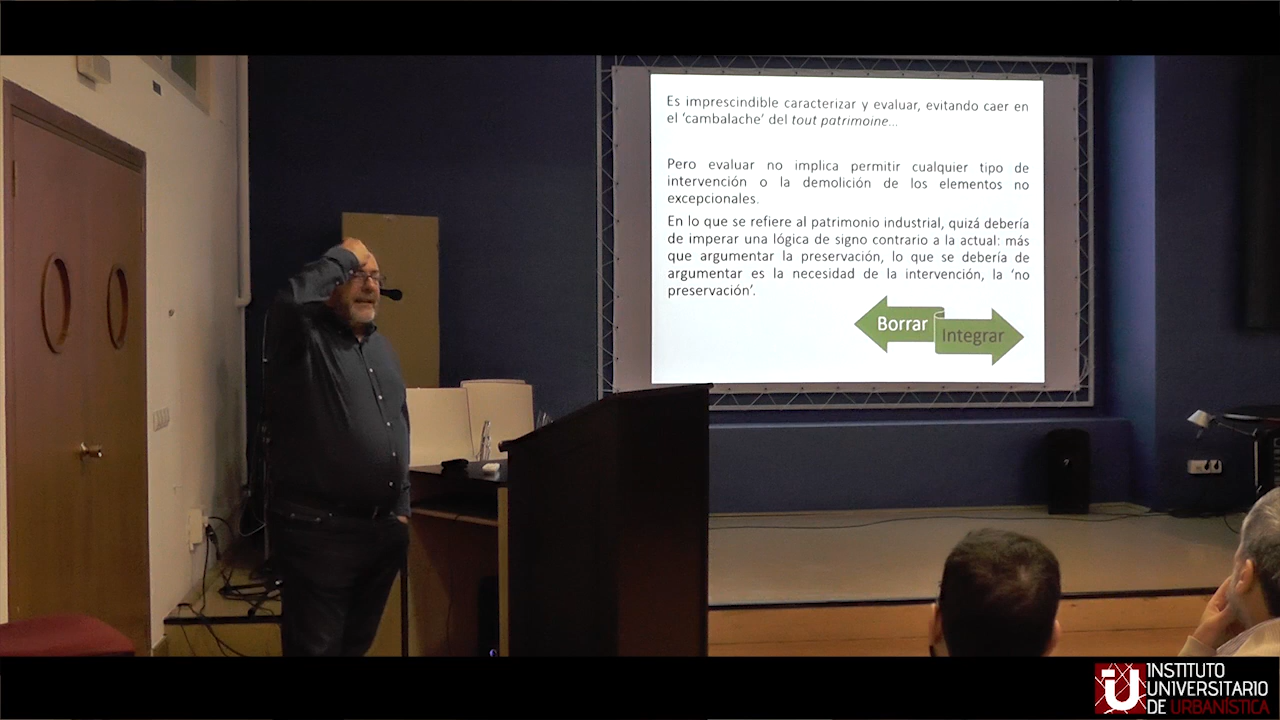 Es imprescindible caracterizar y evaluar, evitando caer en
el ‘cambalache’ del tout patrimoine...
Pero evaluar no implica permitir cualquier tipo de
intervención o la demolición de los elementos no
excepcionales.
En lo que se refiere al patrimonio industrial, quizá debería
de imperar una lógica de signo contrario a la actual: más
que argumentar la preservación, lo que se debería de
argumentar es la necesidad de la intervención, la ‘no
preservación’.
Borrar
Integrar
INSTITUTO
UNIVERSITARIO
DE URBANÍSTICA